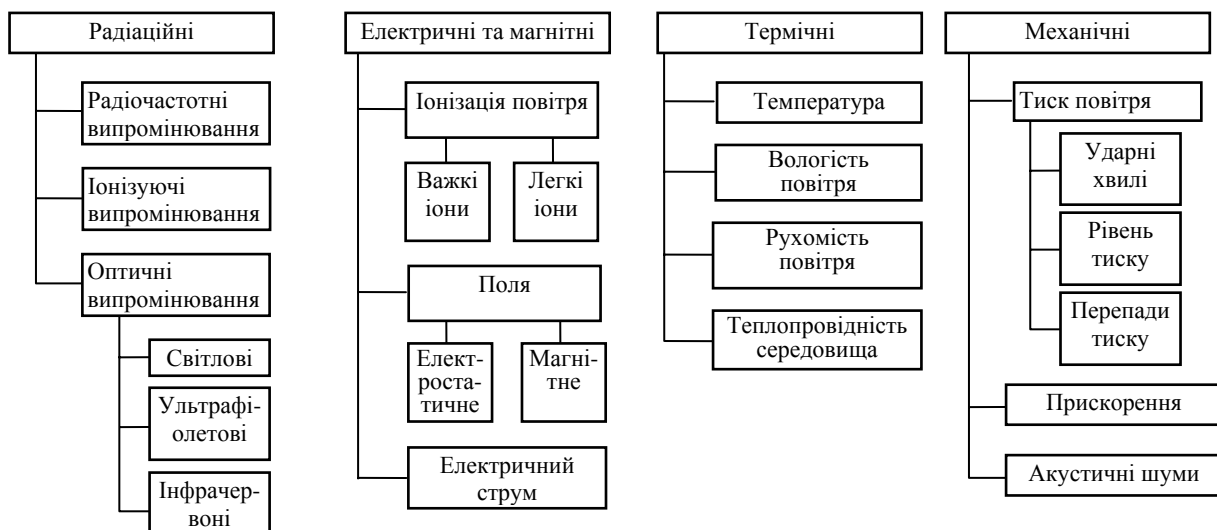 Радіаційні
Радіочастотні
випромінювання
Іонізуючі
випромінювання
Оптичні
випромінювання
Світлові
Ультрафі-
олетові
Інфрачер-
воні
Електричні та магнітні
Іонізація повітря
Важкі
іони
Легкі
іони
Поля
Елект-
роста-
тичне
Магні-
тне
Електричний
струм
Термічні
Температура
Вологість
повітря
Рухомість
повітря
Теплопровідність
середовища
Механічні
Тиск повітря
Ударні
хвилі
Рівень
тиску
Перепади
тиску
Прискорення
Акустичні шуми